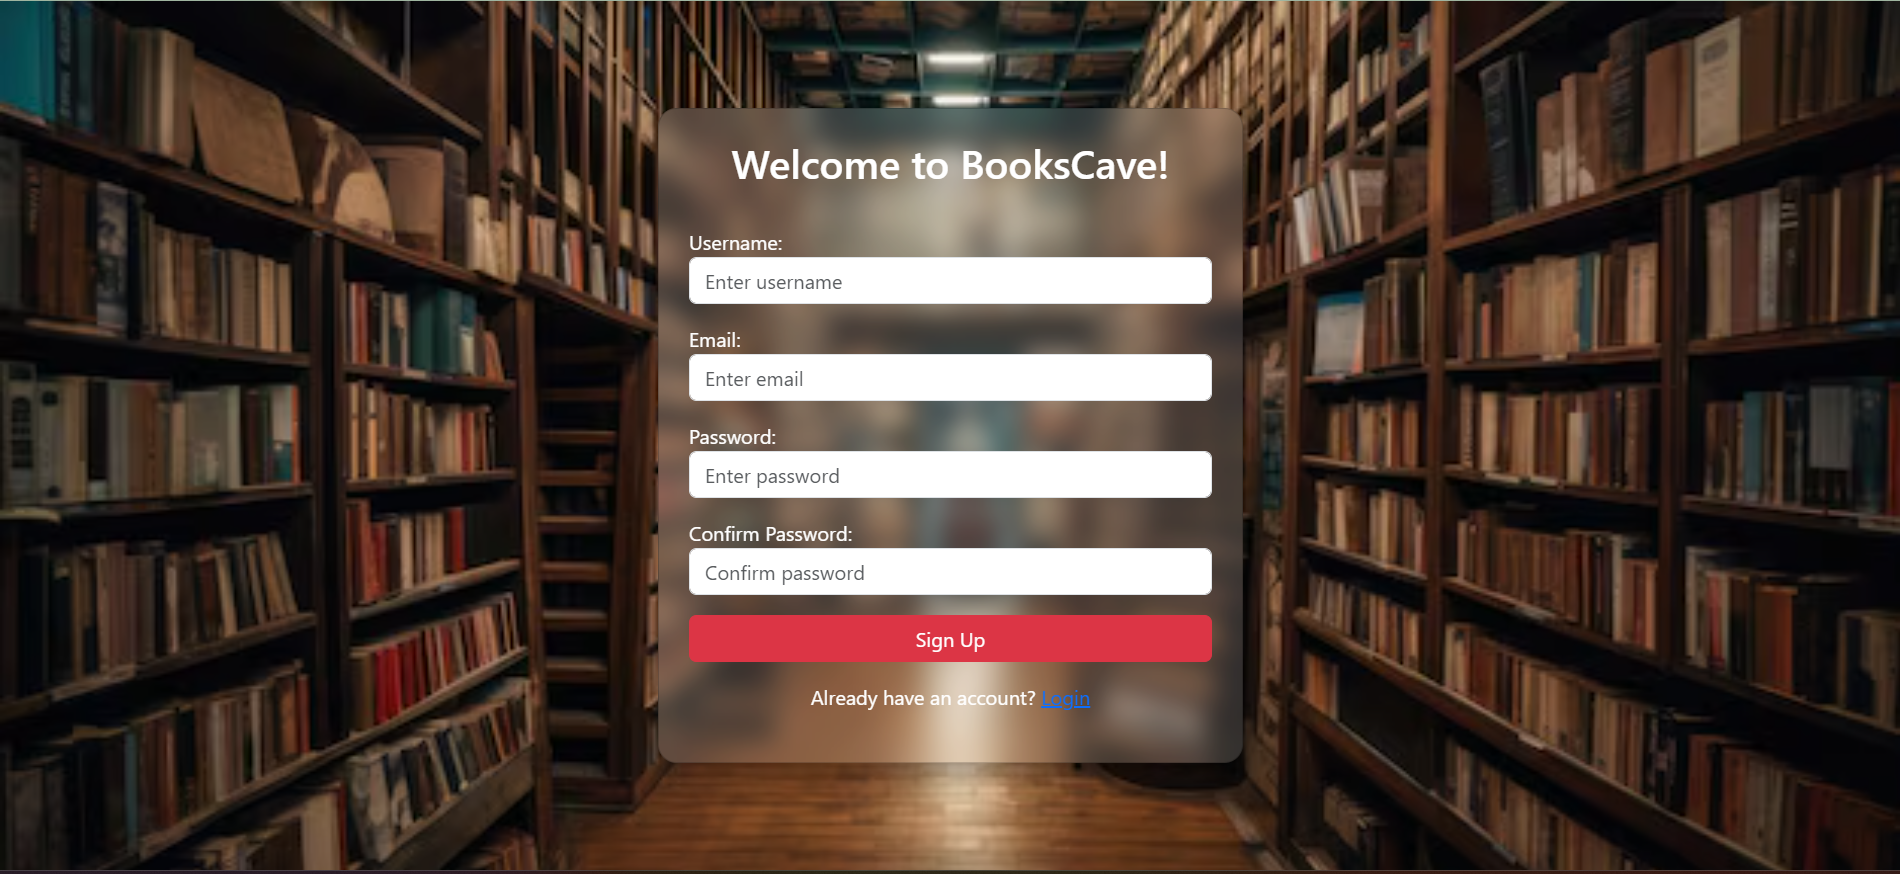 Welcome to BooksCave!
Username:
Enter username
Email:
Enter email
Password:
Enter password
Confirm Password:
Confirm password
Sign Up
Already have an account? Login